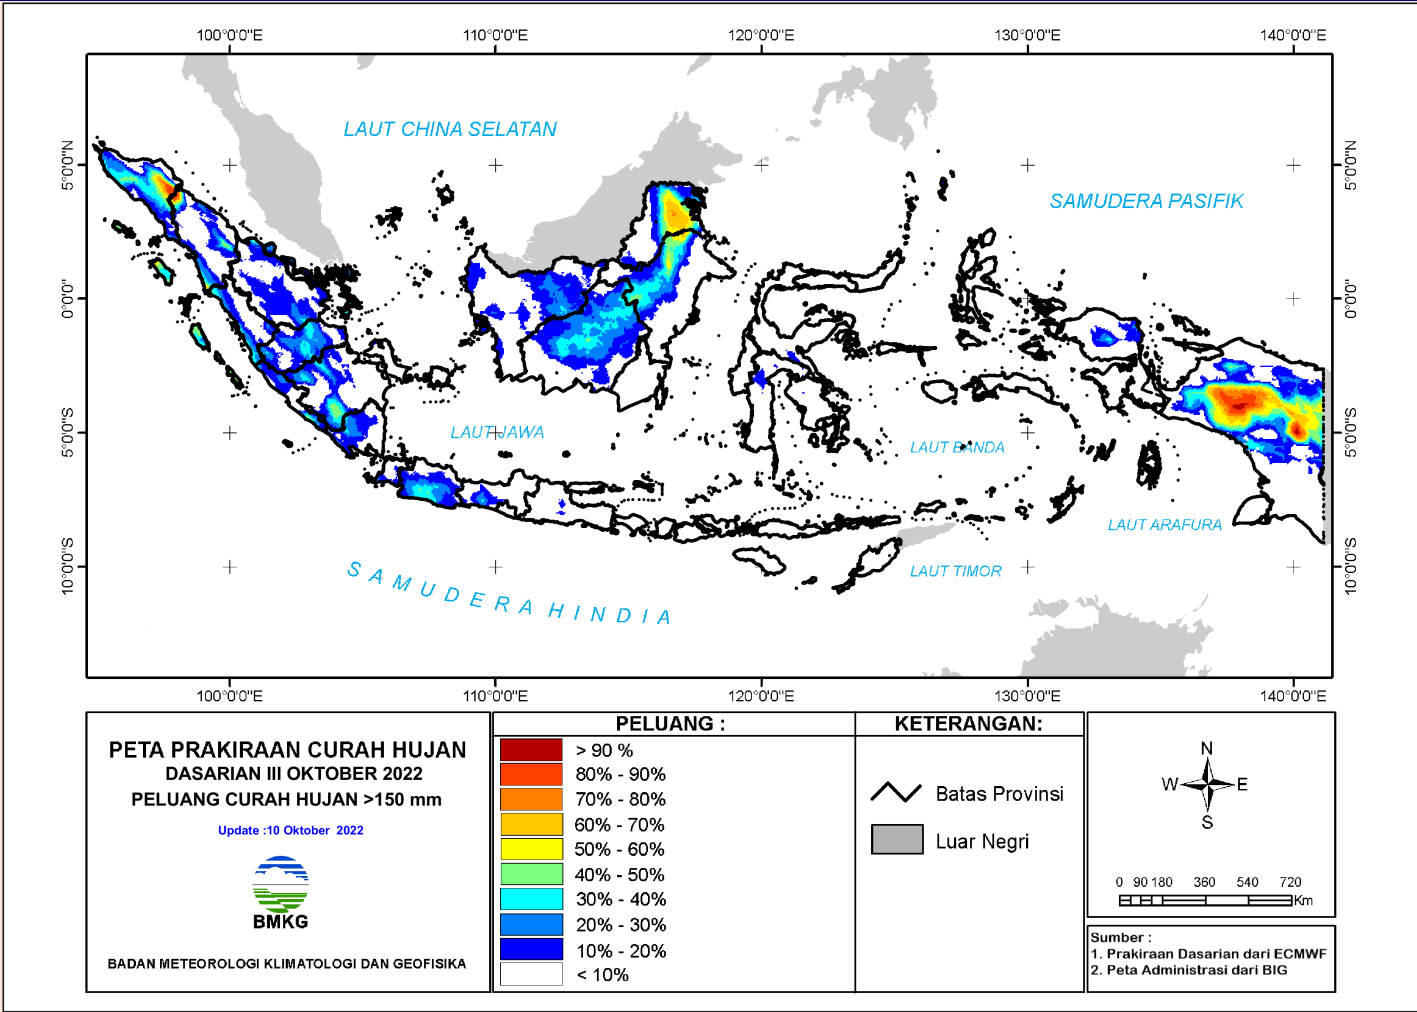 100°0'0"E 110°0'0"E 120°0'0"E 130°0'0"E 140°0'0"E
LAUT CHINA SELATAN
5°0'0"N 5°0'0"N
SAMUDERA PASIFIK
0°0'0" 0°0'0"
5°0'0"S 5°0'0"S
LAUT JAWA
LAUT BANDA
LAUT ARAFURA
10°0'0"S 10°0'0"S
LAUT TIMOR
SAMUDERA HINDIA
100°0'0"E 110°0'0"E 120°0'0"E 130°0'0"E 140°0'0"E
PETA PRAKIRAAN CURAH HUJAN
DASARIAN III OKTOBER 2022
PELUANG CURAH HUJAN >150 mm
Update :10 Oktober 2022
BMKG
BADAN METEOROLOGI KLIMATOLOGI DAN GEOFISIKA
PELUANG :
> 90 %
80% - 90%
70% - 80%
60% - 70%
50% - 60%
40% - 50%
30% - 40%
20% - 30%
10% - 20%
< 10%
KETERANGAN:
Batas Provinsi
Luar Negri
N
W E
S
0 90 180 360 540 720
Km
Sumber :
1. Prakiraan Dasarian dari ECMWF
2. Peta Administrasi dari BIG